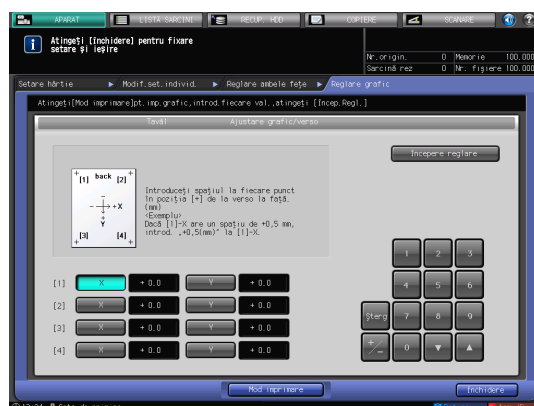 APARAT LISTĂ SARCINI RECUP. HDD COPIERE SCANARE
Atingeți [Închidere] pentru fixare
setare și ieșire
Nr.origin. 0 Memorie 100.000
Sarcină rez 0 Nr. fișiere 100.000
Setare hârtie Modif.set.individ. Reglare ambele fețe Reglare grafic
Atingeți[Mod imprimare]pt.imp.grafic,introd.fiecare val.,atingeți [Încep.Regl.]
Tavă1 Ajustare grafic/verso
Începere reglare
[1] back [2]
+X
Y
[3] [4]
Introduceți spațiul la fiecare punct
în poziția [+] de la verso la față.
(mm)
<Exemplu>
Dacă [1]-X are un spațiu de +0,5 mm,
introd. „+0,5(mm)" la [1]-X.
1 2 3
[1] X + 0.0 Y + 0.0
4 5 6
[2] X + 0.0 Y + 0.0
Șterg 7 8 9
[3] X + 0.0 Y + 0.0
+/- 0 ▼ ▲
[4] X + 0.0 Y + 0.0
Mod imprimare Închidere